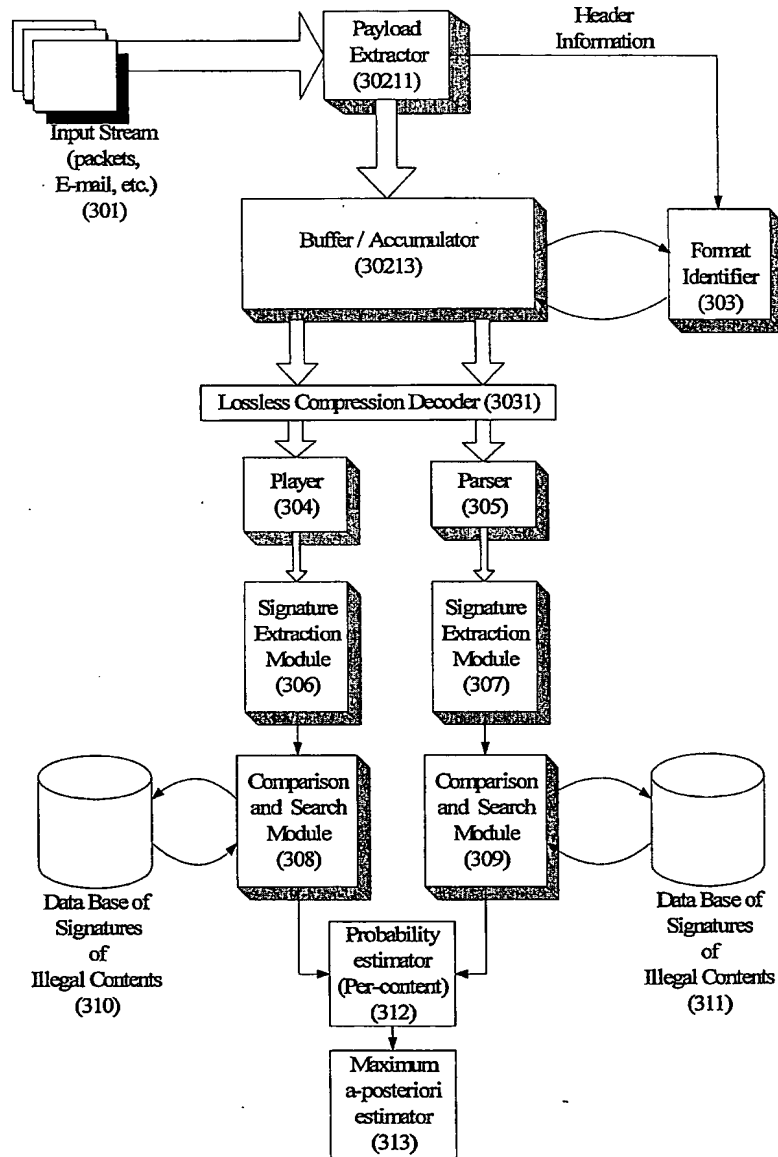 Payload
Extractor
(30211)
Header
Information
Input Stream
(packets,
E-mail, etc.)
(301)
Buffer / Accumulator
(30213)
Format
Identifier
(303)
Lossless Compression Decoder (3031)
Player
(304)
Parser
(305)
Signature
Extraction
Module
(306)
Signature
Extraction
Module
(307)
Comparison
and Search
Module
(308)
Comparison
and Search
Module
(309)
Data Base of
Signatures
of
Illegal Contents
(310)
Data Base of
Signatures
of
Illegal Contents
(311)
Probability
estimator
(Per-content)
(312)
Maximum
a-posteriori
estimator
(313)